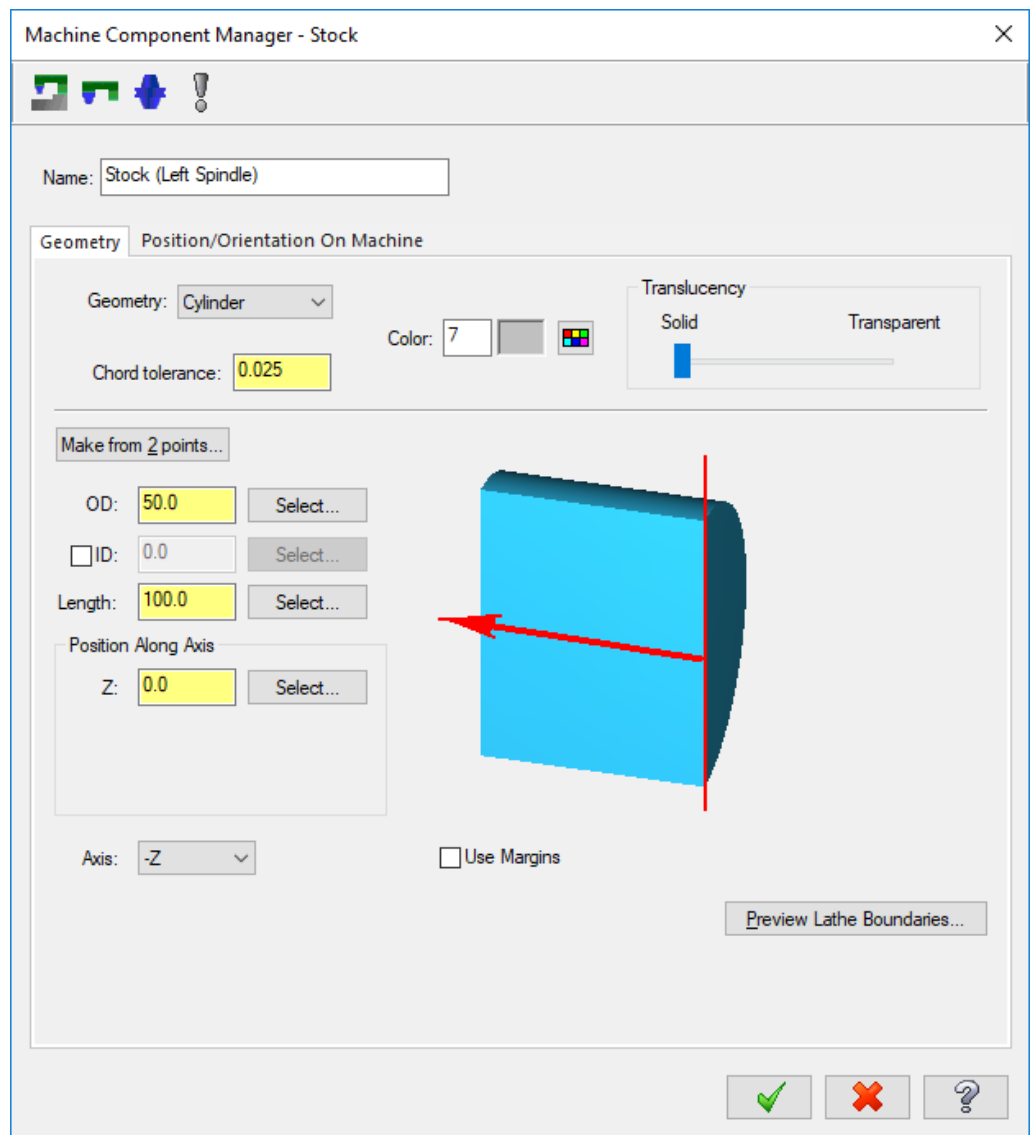 Machine Component Manager - Stock
Name: Stock (Left Spindle)
Geometry Position/Orientation On Machine
Geometry: Cylinder
Color: 7
Chord tolerance: 0.025
Translucency
Solid Transparent
Make from 2 points...
OD: 50.0 Select...
ID: 0.0 Select...
Length: 100.0 Select...
Position Along Axis
Z: 0.0 Select...
Axis: -Z
Use Margins
Preview Lathe Boundaries...